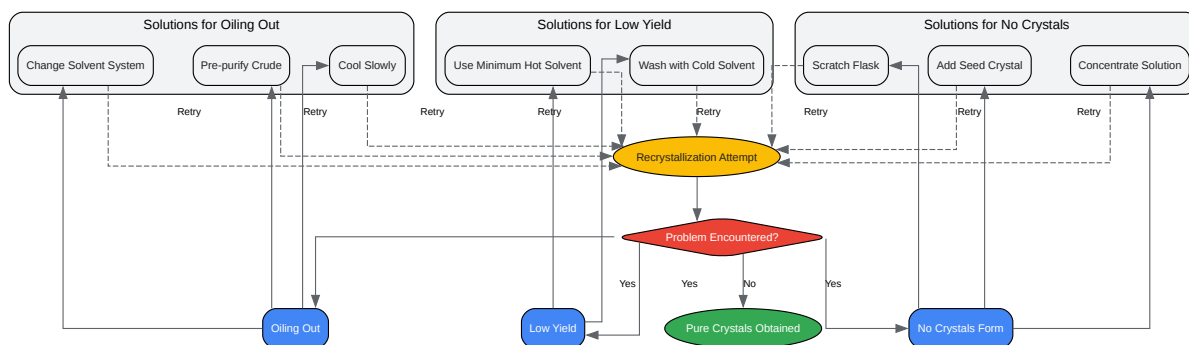 Solutions for Oiling Out
Solutions for Low Yield
Solutions for No Crystals
Change Solvent System
Pre-purify Crude
Cool Slowly
Use Minimum Hot Solvent
Wash with Cold Solvent
Scratch Flask
Add Seed Crystal
Concentrate Solution
Retry
Retry
Retry
Retry
Retry
Retry
Retry
Retry
Recrystallization Attempt
Problem Encountered?
Yes
Yes
No
Yes
Oiling Out
Low Yield
Pure Crystals Obtained
No Crystals Form